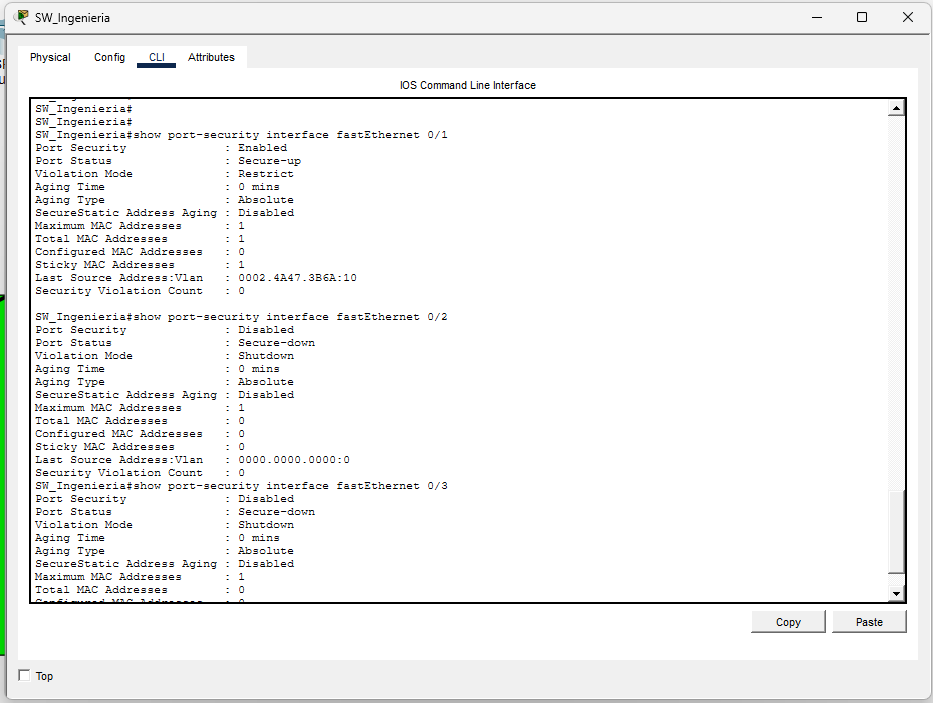 SW_Ingenieria
Physical Config CLI Attributes
IOS Command Line Interface
SW_Ingenieria#
SW_Ingenieria#
SW_Ingenieria#show port-security interface fastEthernet 0/1
Port Security : Enabled
Port Status : Secure-up
Violation Mode : Restrict
Aging Time : 0 mins
Aging Type : Absolute
SecureStatic Address Aging : Disabled
Maximum MAC Addresses : 1
Total MAC Addresses : 1
Configured MAC Addresses : 0
Sticky MAC Addresses : 1
Last Source Address:Vlan : 0002.4A47.3B6A:10
Security Violation Count : 0
SW_Ingenieria#show port-security interface fastEthernet 0/2
Port Security : Disabled
Port Status : Secure-down
Violation Mode : Shutdown
Aging Time : 0 mins
Aging Type : Absolute
SecureStatic Address Aging : Disabled
Maximum MAC Addresses : 1
Total MAC Addresses : 0
Configured MAC Addresses : 0
Sticky MAC Addresses : 0
Last Source Address:Vlan : 0000.0000.0000:0
Security Violation Count : 0
SW_Ingenieria#show port-security interface fastEthernet 0/3
Port Security : Disabled
Port Status : Secure-down
Violation Mode : Shutdown
Aging Time : 0 mins
Aging Type : Absolute
SecureStatic Address Aging : Disabled
Maximum MAC Addresses : 1
Total MAC Addresses : 0
Configured MAC Addresses : 0
Copy Paste
Top